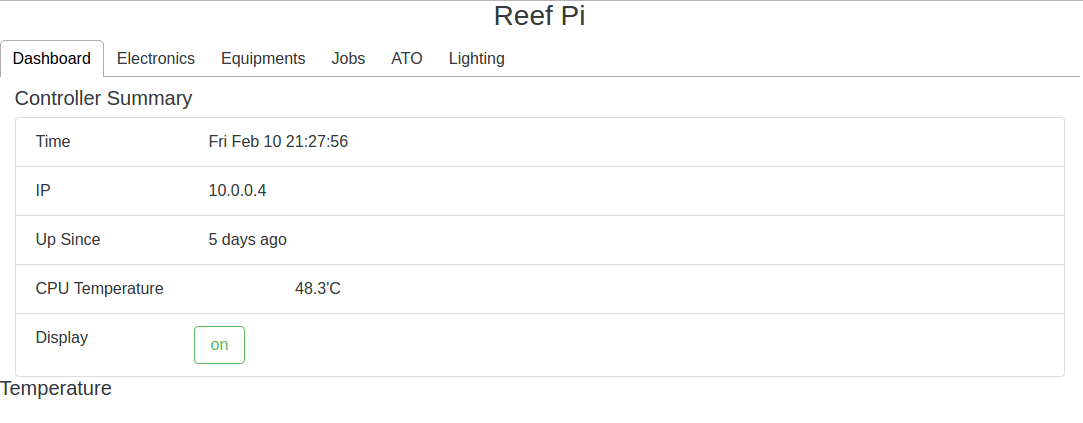 Reef Pi
Dashboard Electronics Equipments Jobs ATO Lighting
Controller Summary
Time Fri Feb 10 21:27:56
IP 10.0.0.4
Up Since 5 days ago
CPU Temperature 48.3'C
Display on
Temperature